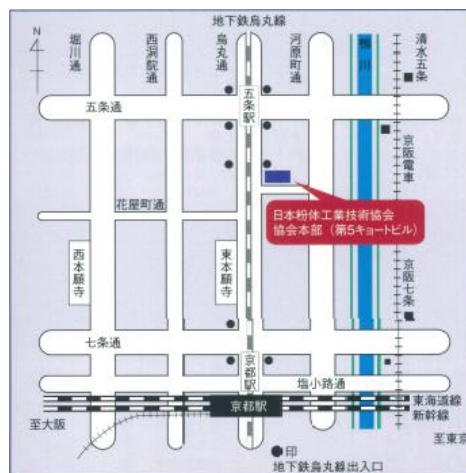 地下鉄烏丸線
N
堀川通
西洞院通
烏丸通
河原町通
鴨川
清水五条
五条駅
五条通
京阪電車
日本粉体工業技術協会
協会本部（第5キョートビル）
花屋町通
西本願寺
東本願寺
京阪七条
七条通
京都駅
塩小路通
京都駅
東海道線
新幹線
至大阪
至東京
●印
地下鉄烏丸線出入口